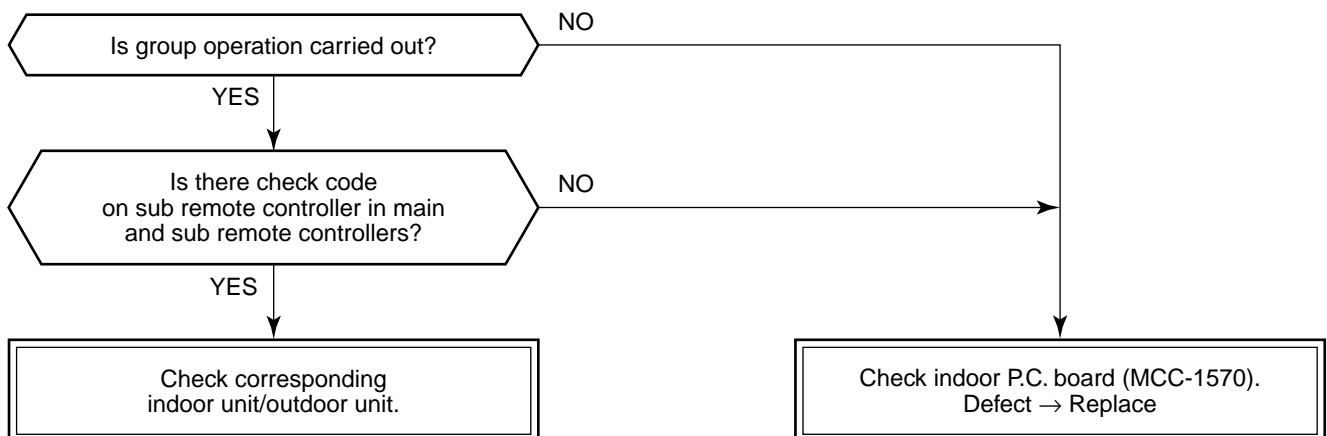 Is group operation carried out?
NO
YES
Is there check code
on sub remote controller in main
and sub remote controllers?
NO
YES
Check corresponding
indoor unit/outdoor unit.
Check indoor P.C. board (MCC-1570).
Defect → Replace